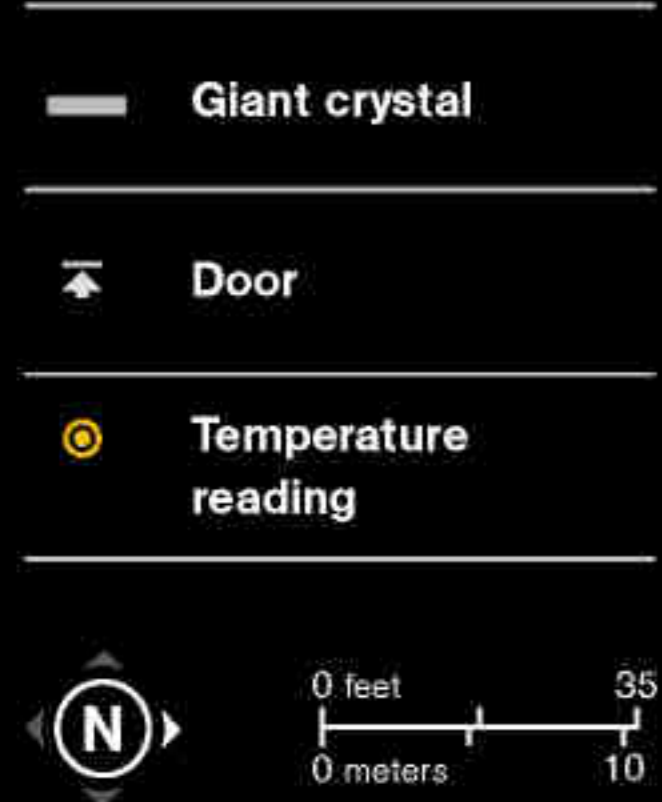 Giant crystal
Door
Temperature
reading
N
0 feet 35
0 meters 10